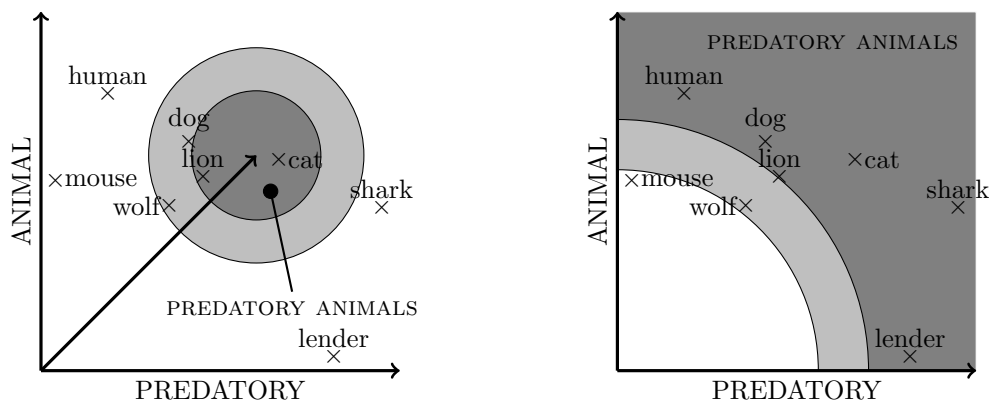 human
dog
lion
cat
mouse
shark
wolf
PREDATORY ANIMALS
lender
ANIMAL
PREDATORY
PREDATORY ANIMALS
human
dog
lion
cat
mouse
shark
wolf
lender
ANIMAL
PREDATORY